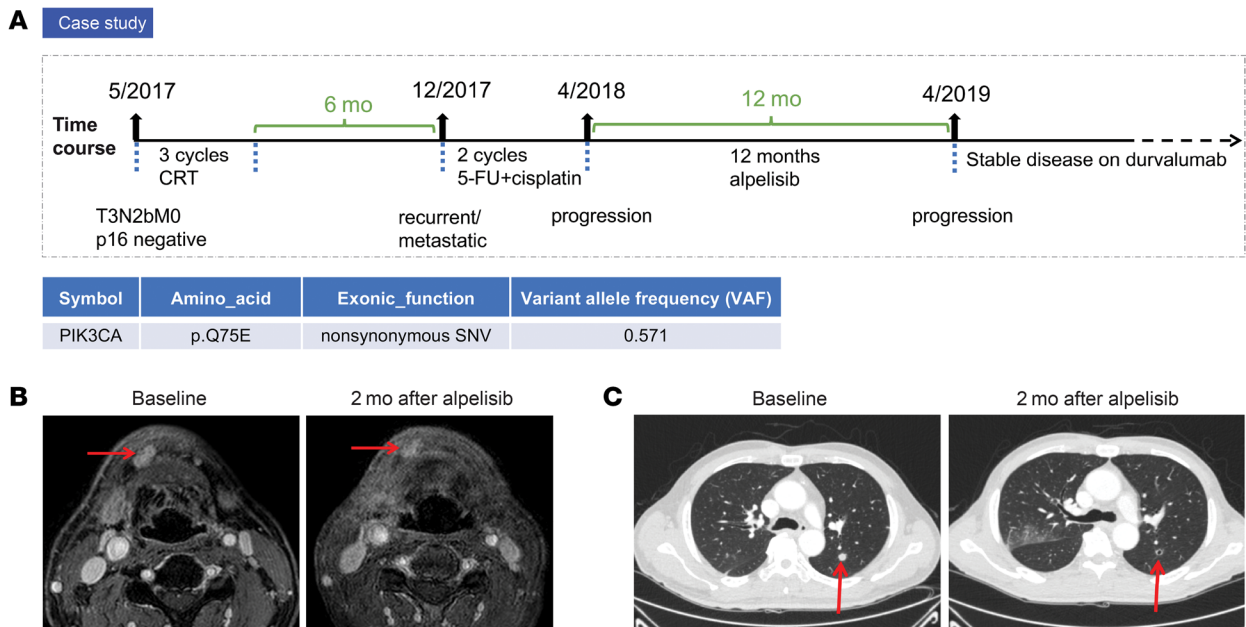 A
Case study
5/2017
6 mo
12/2017
4/2018
12 mo
4/2019
Time
course
3 cycles
CRT
2 cycles
5-FU+cisplatin
12 months
alpelisib
Stable disease on durvalumab
T3N2bM0
p16 negative
recurrent/
metastatic
progression
progression
Symbol Amino_acid Exonic_function Variant allele frequency (VAF)
PIK3CA p.Q75E nonsynonymous SNV 0.571
B
Baseline
2 mo after alpelisib
C
Baseline
2 mo after alpelisib